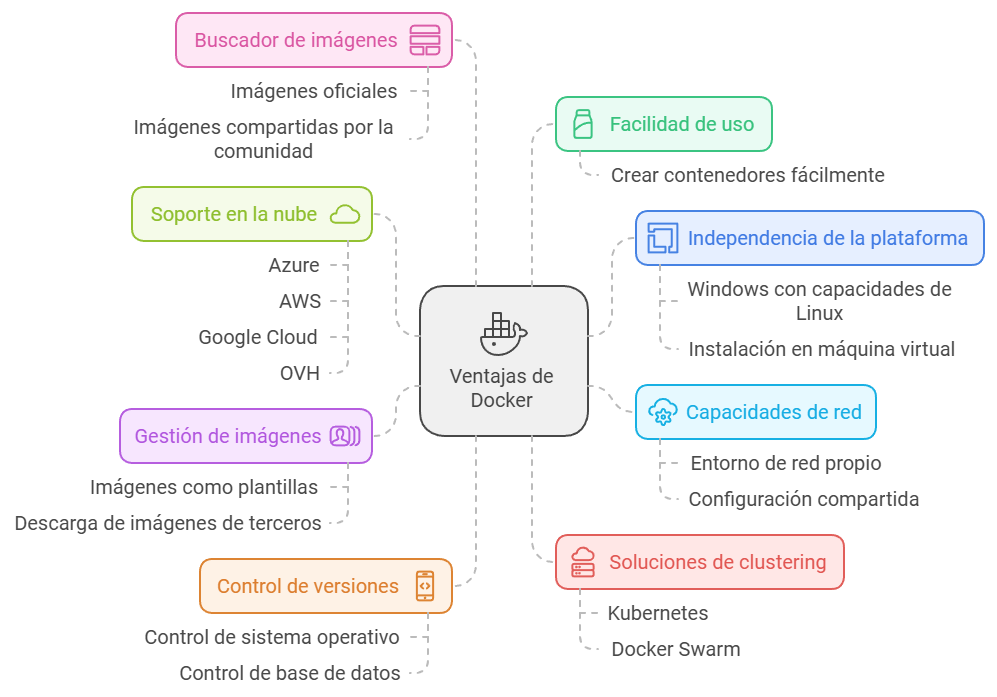 Buscador de imágenes
Imágenes oficiales
Imágenes compartidas por la
comunidad
Soporte en la nube
Azure
AWS
Google Cloud
OVH
Gestión de imágenes
Imágenes como plantillas
Descarga de imágenes de terceros
Control de versiones
Control de sistema operativo
Control de base de datos
Ventajas de
Docker
Facilidad de uso
Crear contenedores fácilmente
Independencia de la plataforma
Windows con capacidades de
Linux
Instalación en máquina virtual
Capacidades de red
Entorno de red propio
Configuración compartida
Soluciones de clustering
Kubernetes
Docker Swarm